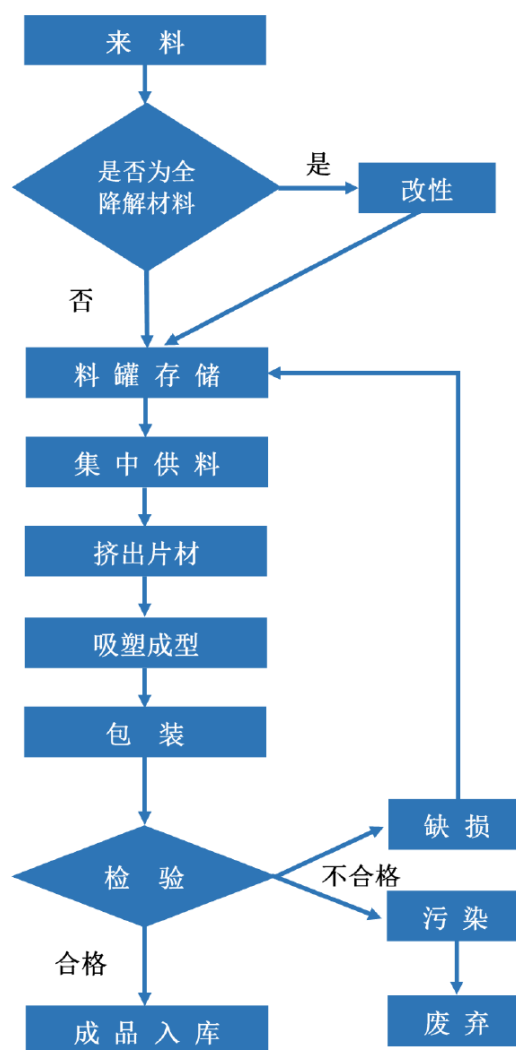 来 料
是否为全
降解材料
是
改性
否
料 罐 存 储
集 中 供 料
挤出片材
吸塑成型
包 装
缺 损
检 验
不合格
污 染
合格
成 品 入 库
废 弃